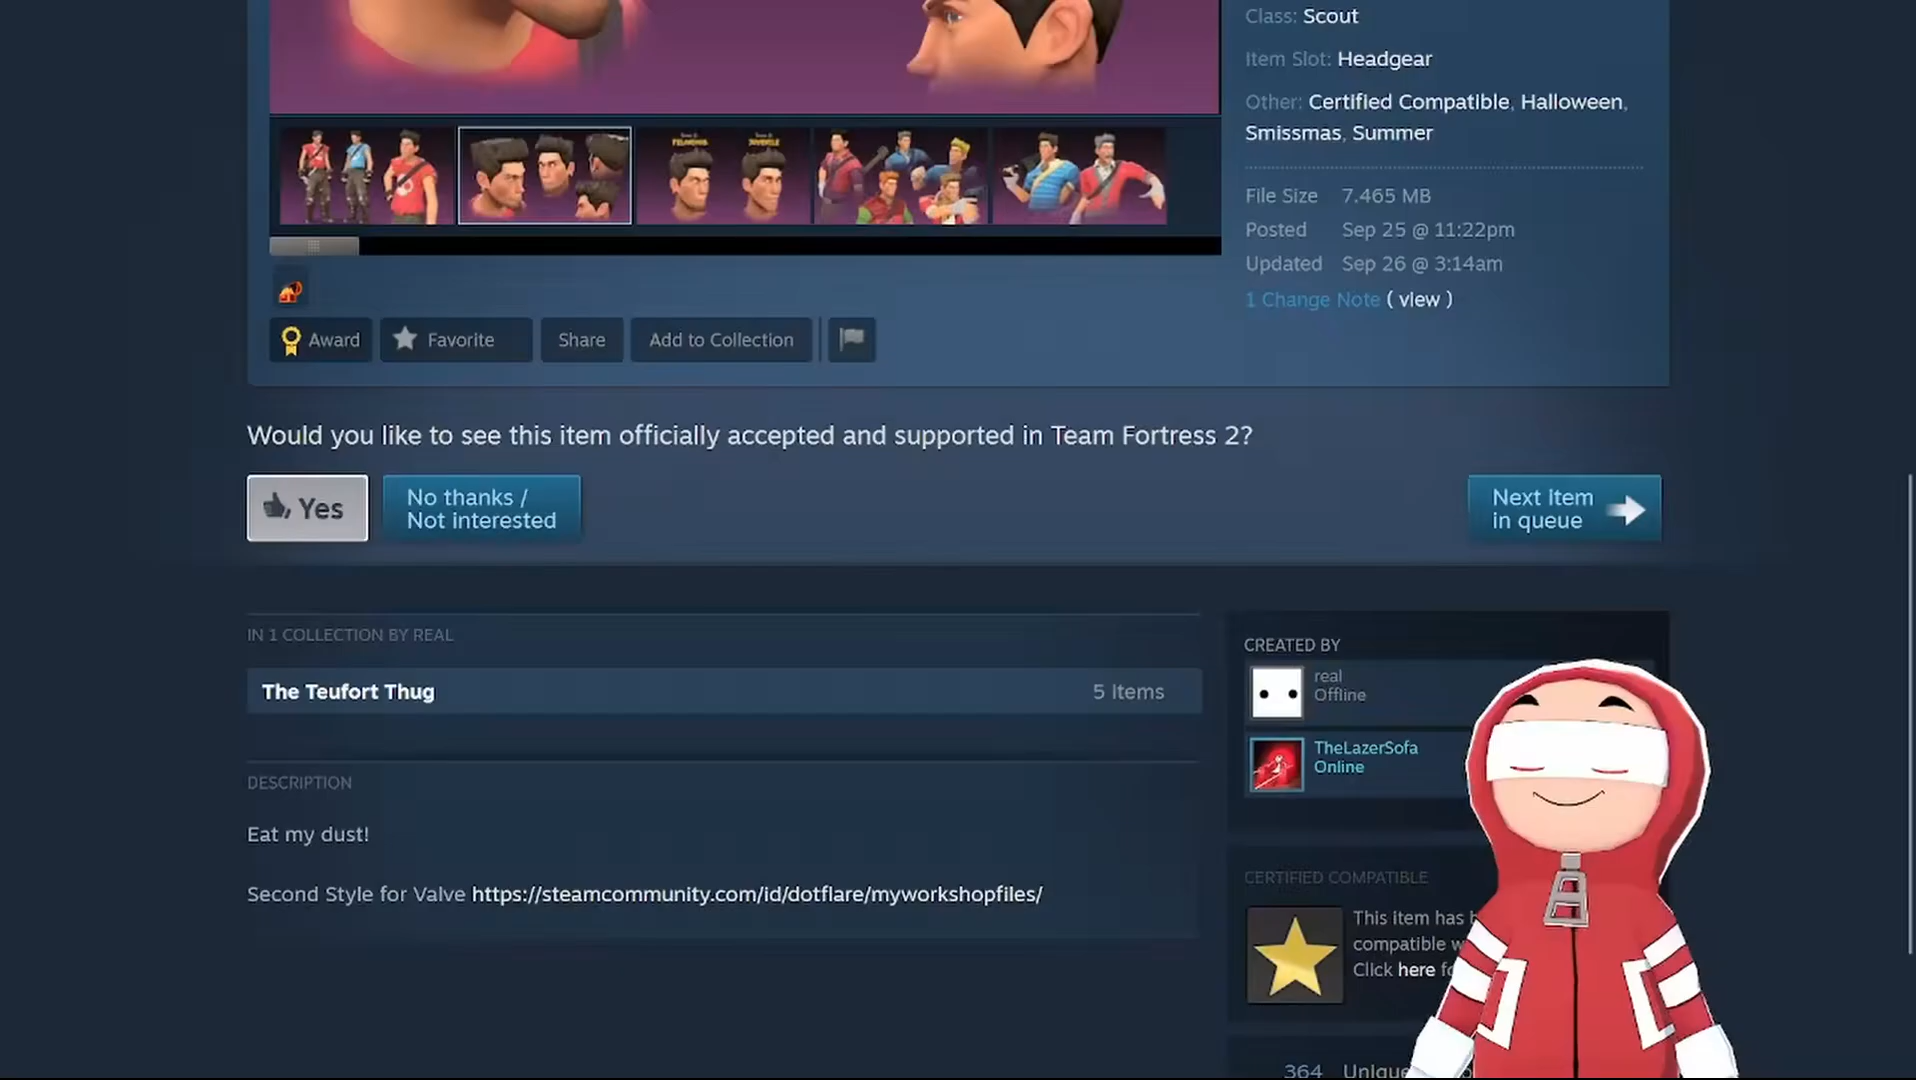 Class: Scout
Item Slot: Headgear
Other: Certified Compatible, Halloween,
Smissmas, Summer
File Size 7.465 MB
Posted Sep 25 @ 11:22pm
Updated Sep 26 @ 3:14am
1 Change Note ( view )
Award
Favorite
Share
Add to Collection
Would you like to see this item officially accepted and supported in Team Fortress 2?
Yes
No thanks /
Not interested
Next item
in queue
IN 1 COLLECTION BY REAL
The Teufort Thug 5 items
DESCRIPTION
Eat my dust!
Second Style for Valve https://steamcommunity.com/id/dotflare/myworkshopfiles/
CREATED BY
real
Offline
TheLazerSofa
Online
CERTIFIED COMPATIBLE
This item has
compatible
Click here
364 Unique